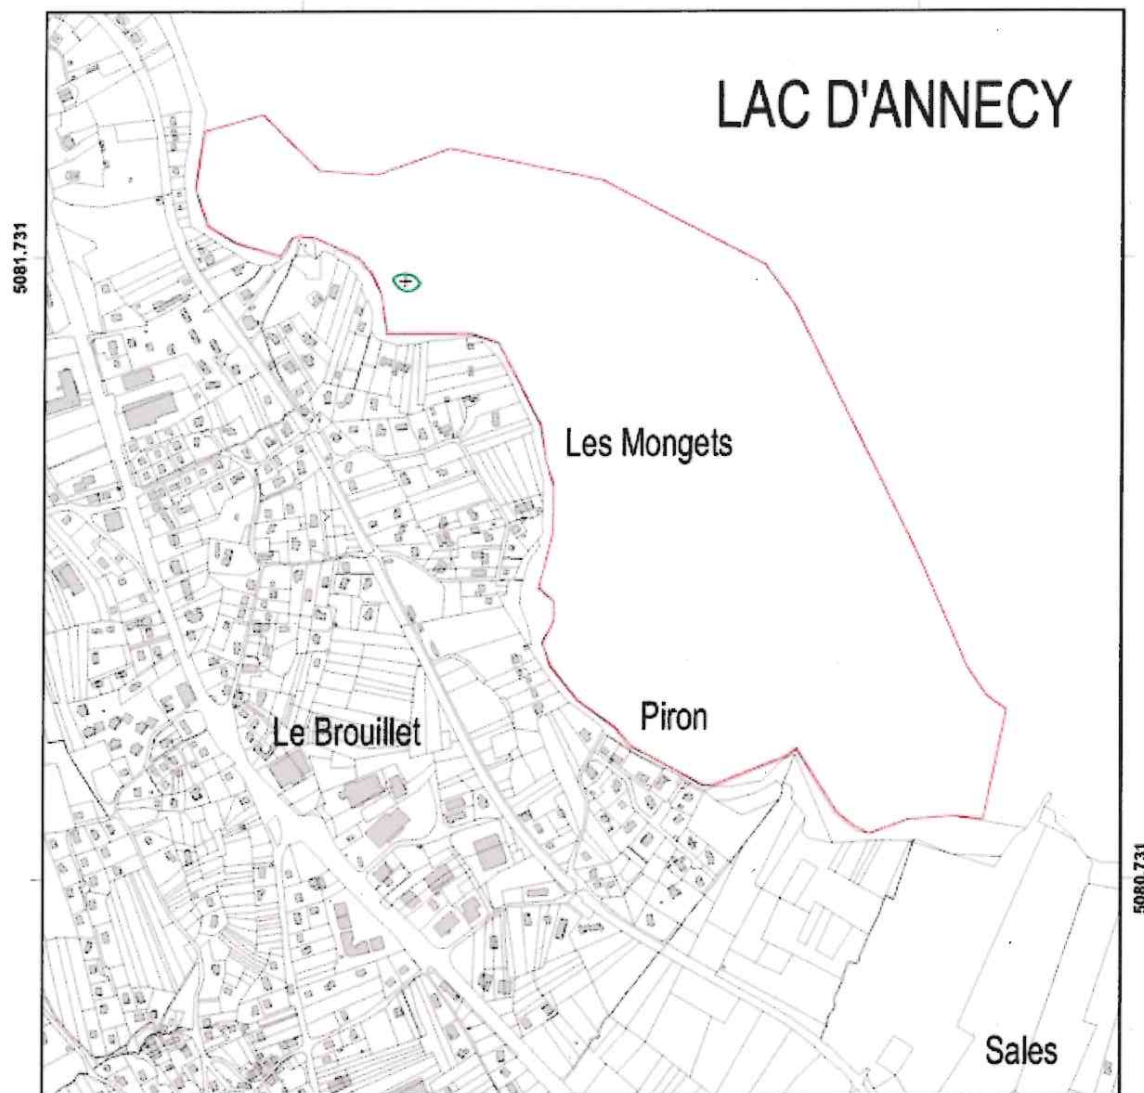 LAC D'ANNECY
5081.731
Les Mongets
Piron
Le Brouillet
5080.731
Sales